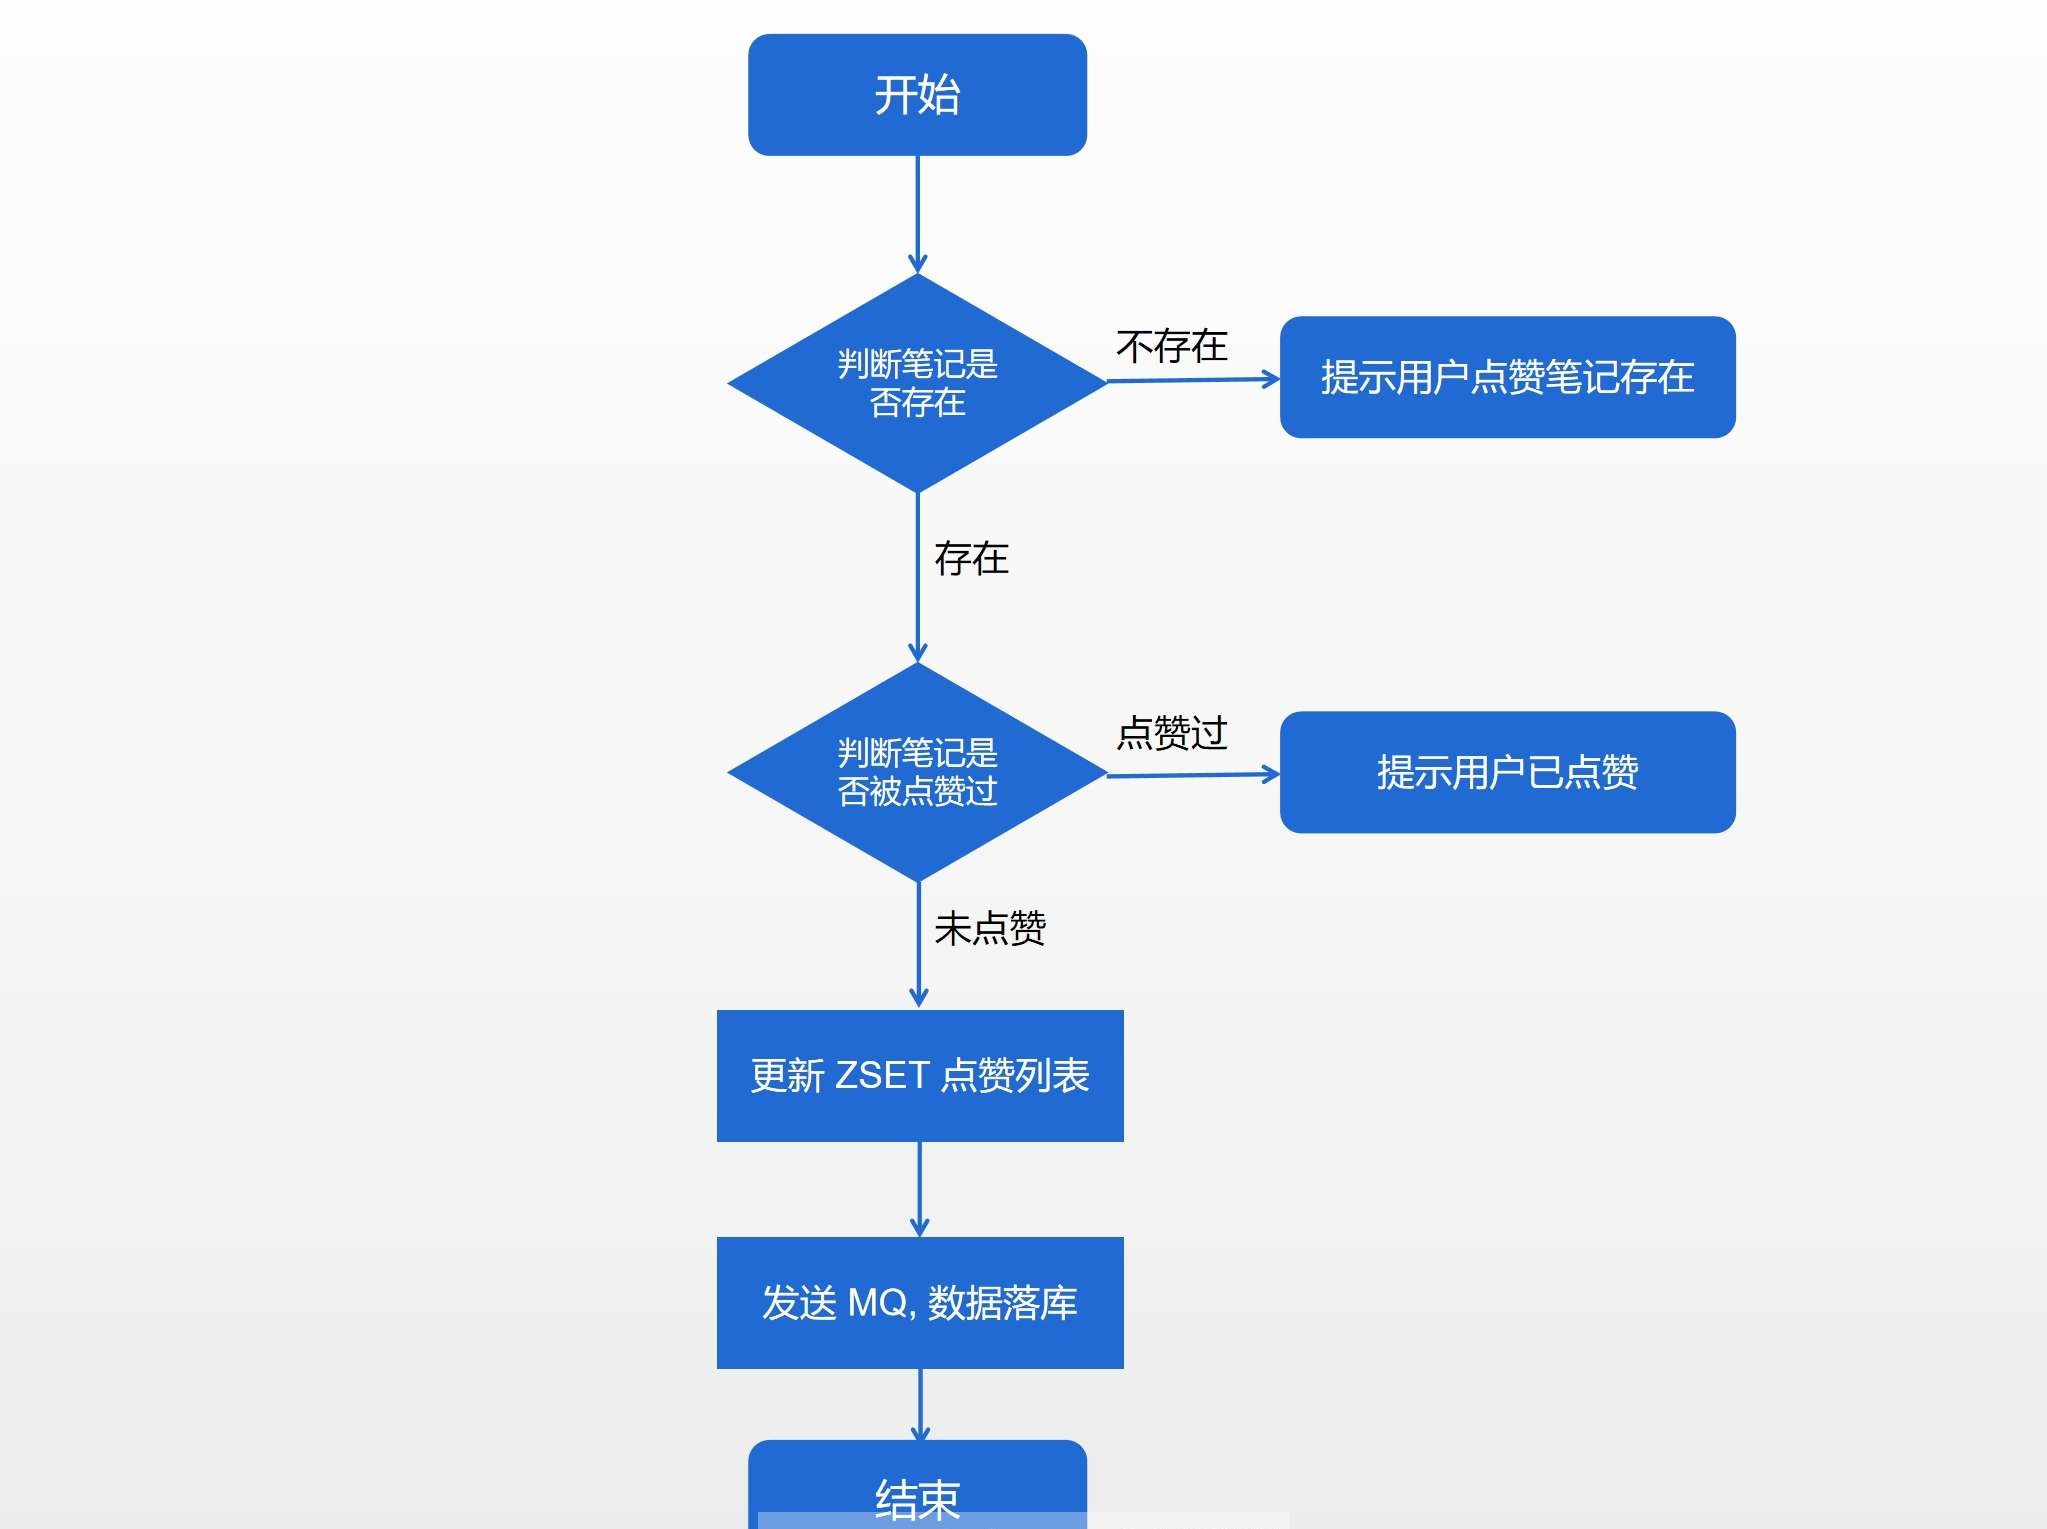 开始
判断笔记是
否存在
不存在
提示用户点赞笔记存在
存在
判断笔记是
否被点赞过
点赞过
提示用户已点赞
未点赞
更新 ZSET 点赞列表
发送 MQ, 数据落库
结束